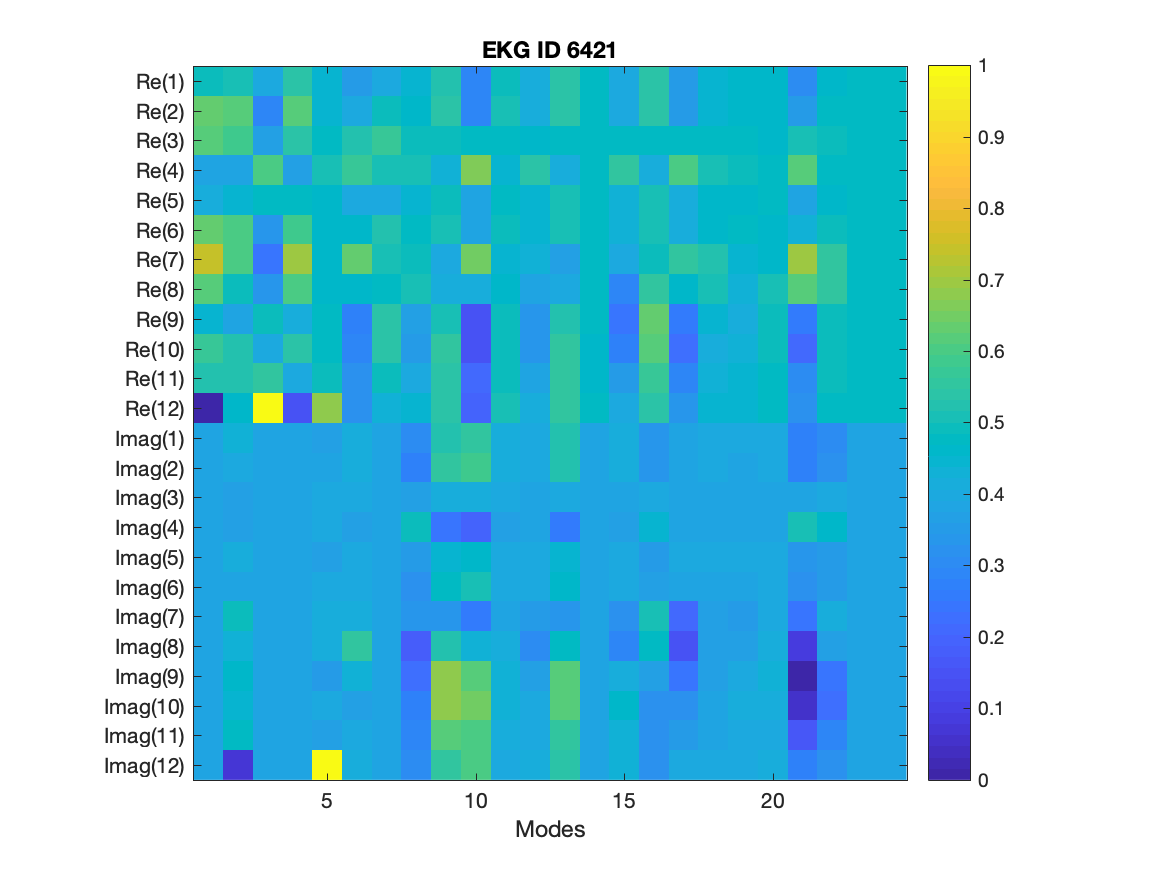 EKG ID 6421
Re(1)
Re(2)
Re(3)
Re(4)
Re(5)
Re(6)
Re(7)
Re(8)
Re(9)
Re(10)
Re(11)
Re(12)
Imag(1)
Imag(2)
Imag(3)
Imag(4)
Imag(5)
Imag(6)
Imag(7)
Imag(8)
Imag(9)
Imag(10)
Imag(11)
Imag(12)
5 10 15 20
Modes
1
0.9
0.8
0.7
0.6
0.5
0.4
0.3
0.2
0.1
0